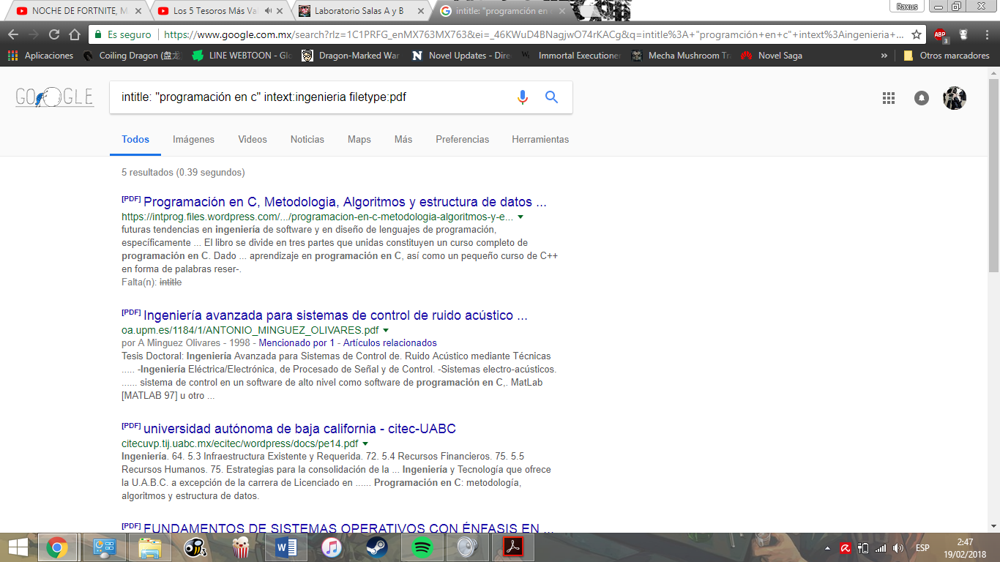 NOCHE DE FORTNITE, M
Los 5 Tesoros Más Va
Laboratorio Salas A y B
intitle: "programción en
Raxus
Es seguro
https://www.google.com.mx/search?rlz=1C1PRFG_enMX763MX763&ei=_46KWuD4BNagjwO74rKACg&q=intitle%3A+"programción+en+c"+intext%3Aingenieria+...
ABP
3
Aplicaciones
Coiling Dragon (盘龙
LINE WEBTOON - Glo
Dragon-Marked War
Novel Updates - Dire
Immortal Executioner
Mecha Mushroom Tra
Novel Saga
»
Otros marcadores
GOOGLE
intitle: "programación en c" intext:ingenieria filetype:pdf
Todos
Imágenes
Videos
Noticias
Maps
Más
Preferencias
Herramientas
5 resultados (0.39 segundos)
[PDF] Programación en C, Metodologia, Algoritmos y estructura de datos ...
https://intprog.files.wordpress.com/.../programacion-en-c-metodologia-algoritmos-y-e...
futuras tendencias en ingeniería de software y en diseño de lenguajes de programación,
específicamente ... El libro se divide en tres partes que unidas constituyen un curso completo de
programación en C. Dado ... aprendizaje en programación en C, así como un pequeño curso de C++
en forma de palabras reser-.
Falta(n): intitle
[PDF] Ingeniería avanzada para sistemas de control de ruido acústico ...
oa.upm.es/1184/1/ANTONIO_MINGUEZ_OLIVARES.pdf
por A Minguez Olivares - 1998 - Mencionado por 1 - Artículos relacionados
Tesis Doctoral: Ingeniería Avanzada para Sistemas de Control de. Ruido Acústico mediante Técnicas
..... -Ingeniería Eléctrica/Electrónica, de Procesado de Señal y de Control. -Sistemas electro-acústicos.
...... sistema de control en un software de alto nivel como software de programación en C,. MatLab
[MATLAB 97] u otro ...
[PDF] universidad autónoma de baja california - citec-UABC
citecuvp.tij.uabc.mx/ecitec/wordpress/docs/pe14.pdf
Ingeniería. 64. 5.3 Infraestructura Existente y Requerida. 72. 5.4 Recursos Financieros. 75. 5.5
Recursos Humanos. 75. Estrategias para la consolidación de la ... Ingeniería y Tecnología que ofrece
la U.A.B.C. a excepción de la carrera de Licenciado en ...... Programación en C: metodología,
algoritmos y estructura de datos.
[PDF] FUNDAMENTOS DE SISTEMAS OPERATIVOS CON ÉNFASIS EN ...
ESP
2:47
19/02/2018